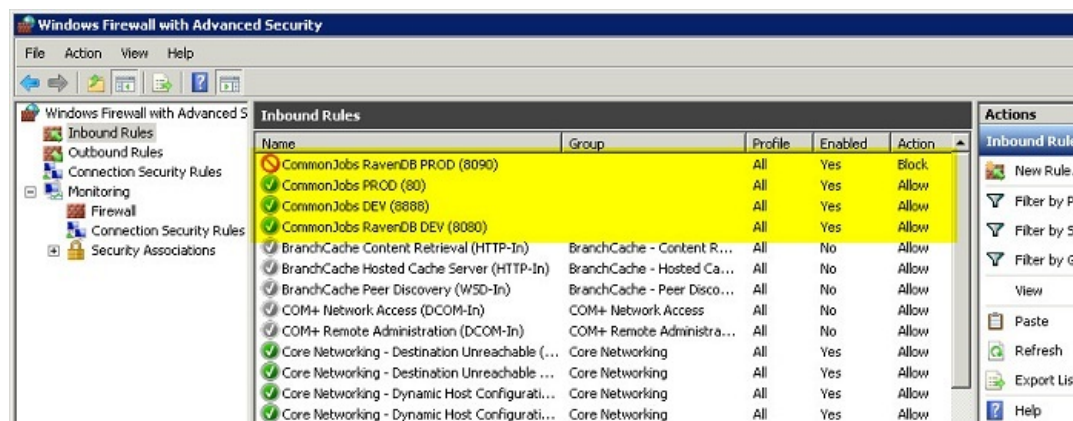 Windows Firewall with Advanced Security
File Action View Help
Windows Firewall with Advanced S
Inbound Rules
Outbound Rules
Connection Security Rules
Monitoring
Firewall
Connection Security Rules
Security Associations
Inbound Rules
Name Group Profile Enabled Action
CommonJobs RavenDB PROD (8090) All Yes Block
CommonJobs PROD (80) All Yes Allow
CommonJobs DEV (8888) All Yes Allow
CommonJobs RavenDB DEV (8080) All Yes Allow
BranchCache Content Retrieval (HTTP-In) BranchCache - Content R... All No Allow
BranchCache Hosted Cache Server (HTTP-In) BranchCache - Hosted Ca... All No Allow
BranchCache Peer Discovery (WSD-In) BranchCache - Peer Disco... All No Allow
COM+ Network Access (DCOM-In) COM+ Network Access All No Allow
COM+ Remote Administration (DCOM-In) COM+ Remote Administra... All No Allow
Core Networking - Destination Unreachable (... Core Networking All Yes Allow
Core Networking - Destination Unreachable ... Core Networking All Yes Allow
Core Networking - Dynamic Host Configurati... Core Networking All Yes Allow
Core Networking - Dynamic Host Configurati... Core Networking All Yes Allow
Actions
Inbound Rule
New Rule.
Filter by P
Filter by S
Filter by G
View
Paste
Refresh
Export Lis
Help